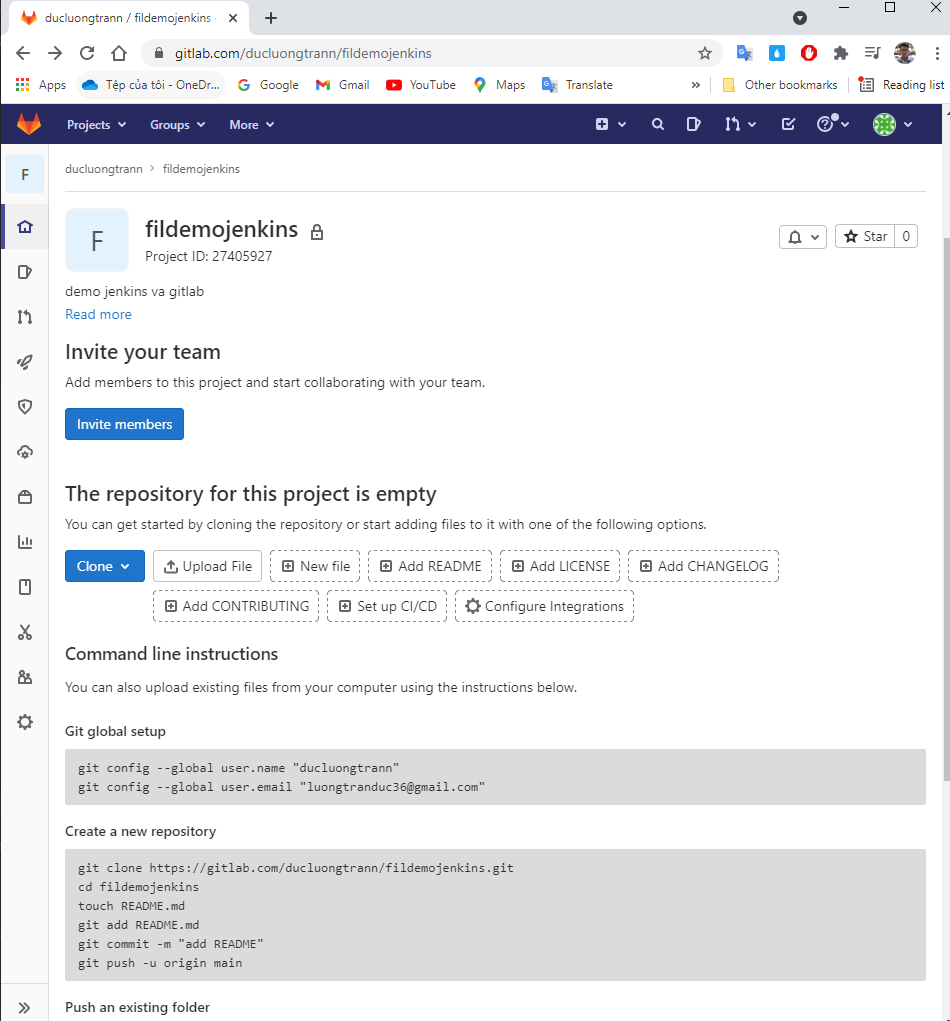 ducluongtrann / fildemojenkins
gitlab.com/ducluongtrann/fildemojenkins
Apps Tệp của tôi - OneDr... Google Gmail YouTube Maps Translate » Other bookmarks Reading list
Projects Groups More
F ducluongtrann > fildemojenkins
F
fildemojenkins
Project ID: 27405927
Star 0
demo jenkins va gitlab
Read more
Invite your team
Add members to this project and start collaborating with your team.
Invite members
The repository for this project is empty
You can get started by cloning the repository or start adding files to it with one of the following options.
Clone Upload File New file Add README Add LICENSE Add CHANGELOG
Add CONTRIBUTING Set up CI/CD Configure Integrations
Command line instructions
You can also upload existing files from your computer using the instructions below.
Git global setup
git config --global user.name "ducluongtrann"
git config --global user.email "luongtranduc36@gmail.com"
Create a new repository
git clone https://gitlab.com/ducluongtrann/fildemojenkins.git
cd fildemojenkins
touch README.md
git add README.md
git commit -m "add README"
git push -u origin main
Push an existing folder